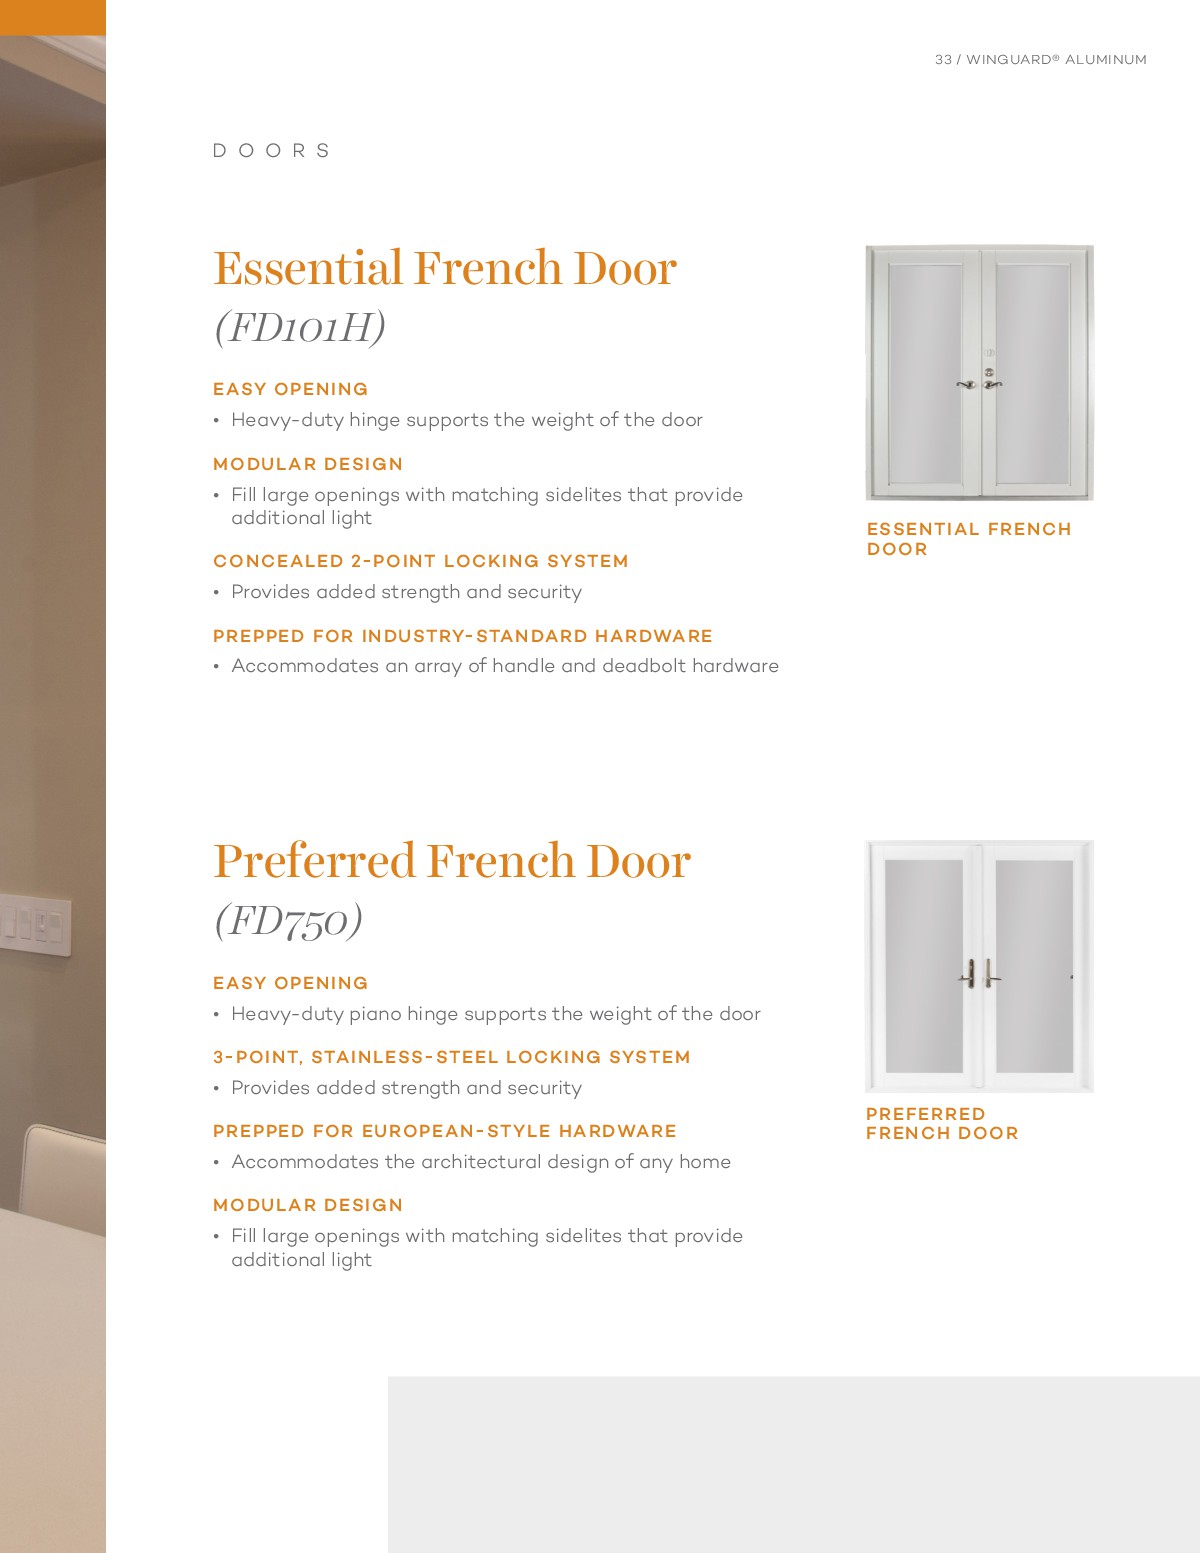 33 / WINGUARD® ALUMINUM
DOORS
Essential French Door
(FD101H)
EASY OPENING
• Heavy-duty hinge supports the weight of the door
MODULAR DESIGN
• Fill large openings with matching sidelites that provide
additional light
CONCEALED 2-POINT LOCKING SYSTEM
• Provides added strength and security
PREPPED FOR INDUSTRY-STANDARD HARDWARE
• Accommodates an array of handle and deadbolt hardware
ESSENTIAL FRENCH
DOOR
Preferred French Door
(FD750)
EASY OPENING
• Heavy-duty piano hinge supports the weight of the door
3-POINT, STAINLESS-STEEL LOCKING SYSTEM
• Provides added strength and security
PREPPED FOR EUROPEAN-STYLE HARDWARE
• Accommodates the architectural design of any home
MODULAR DESIGN
• Fill large openings with matching sidelites that provide
additional light
PREFERRED
FRENCH DOOR